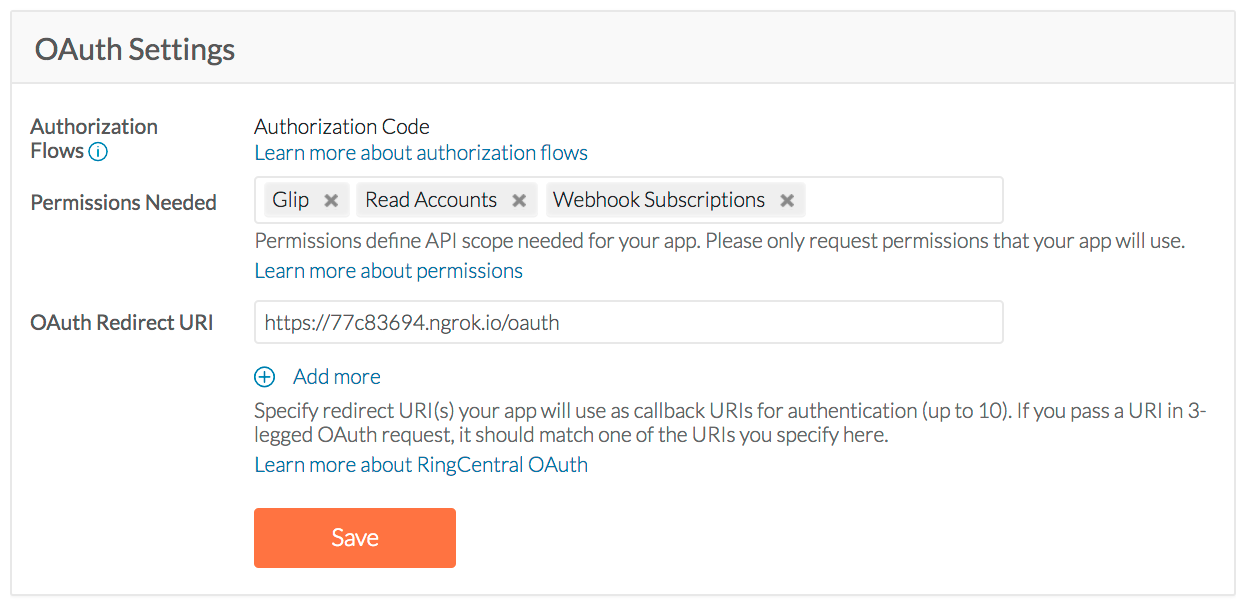 OAuth Settings
Authorization
Flows
Authorization Code
Learn more about authorization flows
Permissions Needed
Glip × Read Accounts × Webhook Subscriptions ×
Permissions define API scope needed for your app. Please only request permissions that your app will use.
Learn more about permissions
OAuth Redirect URI
https://77c83694.ngrok.io/oauth
Add more
Specify redirect URI(s) your app will use as callback URIs for authentication (up to 10). If you pass a URI in 3-
legged OAuth request, it should match one of the URIs you specify here.
Learn more about RingCentral OAuth
Save